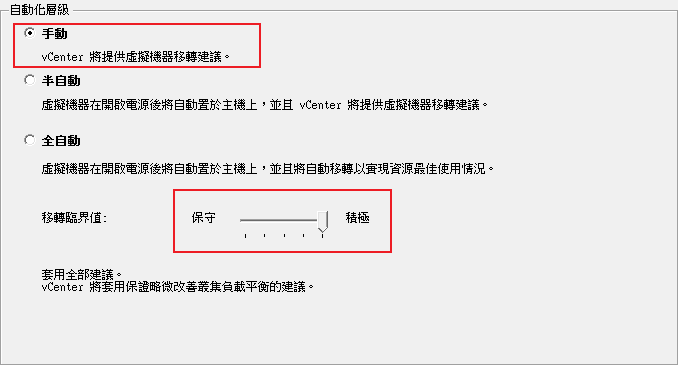 自動化層級
手動
vCenter 將提供虛擬機器移轉建議。
半自動
虛擬機器在開啟電源後將自動置於主機上，並且 vCenter 將提供虛擬機器移轉建議。
全自動
虛擬機器在開啟電源後將自動置於主機上，並且將自動移轉以實現資源最佳使用情況。
移轉臨界值: 保守 積極
套用全部建議。
vCenter 將套用保證略微改善叢集負載平衡的建議。